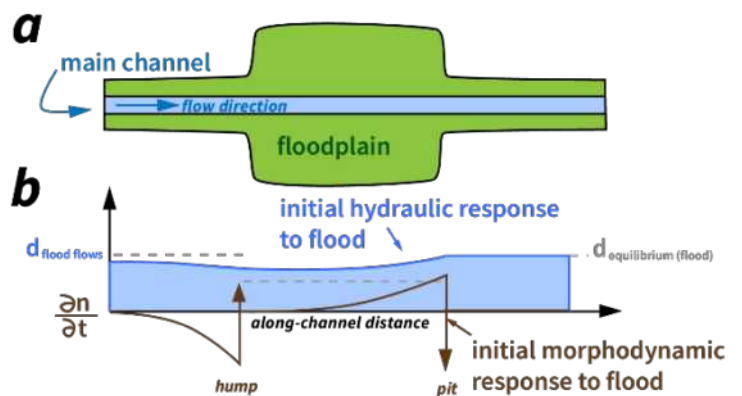 a
main channel
flow direction
floodplain
b
initial hydraulic response
to flood
d flood flows
d equilibrium (flood)
∂n
∂t
along-channel distance
initial morphodynamic
response to flood
hump
pit